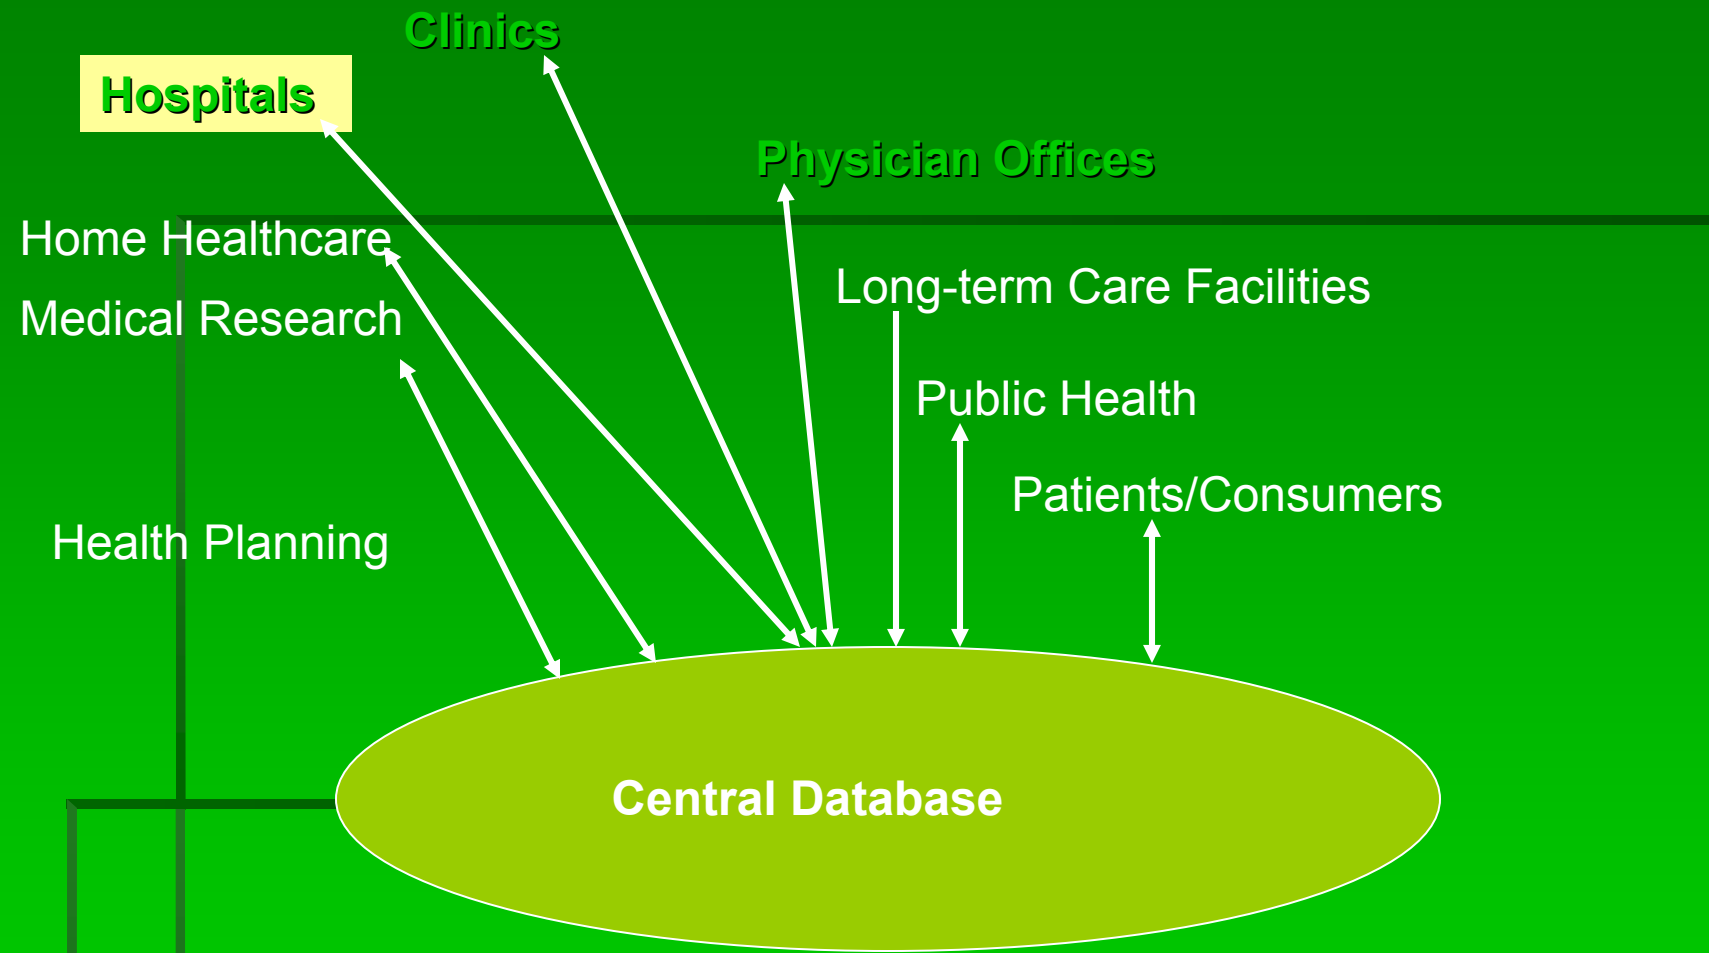 Clinics
Hospitals
Physician Offices
Home Healthcare
Long-term Care Facilities
Medical Research
Public Health
Patients/Consumers
Health Planning
Central Database